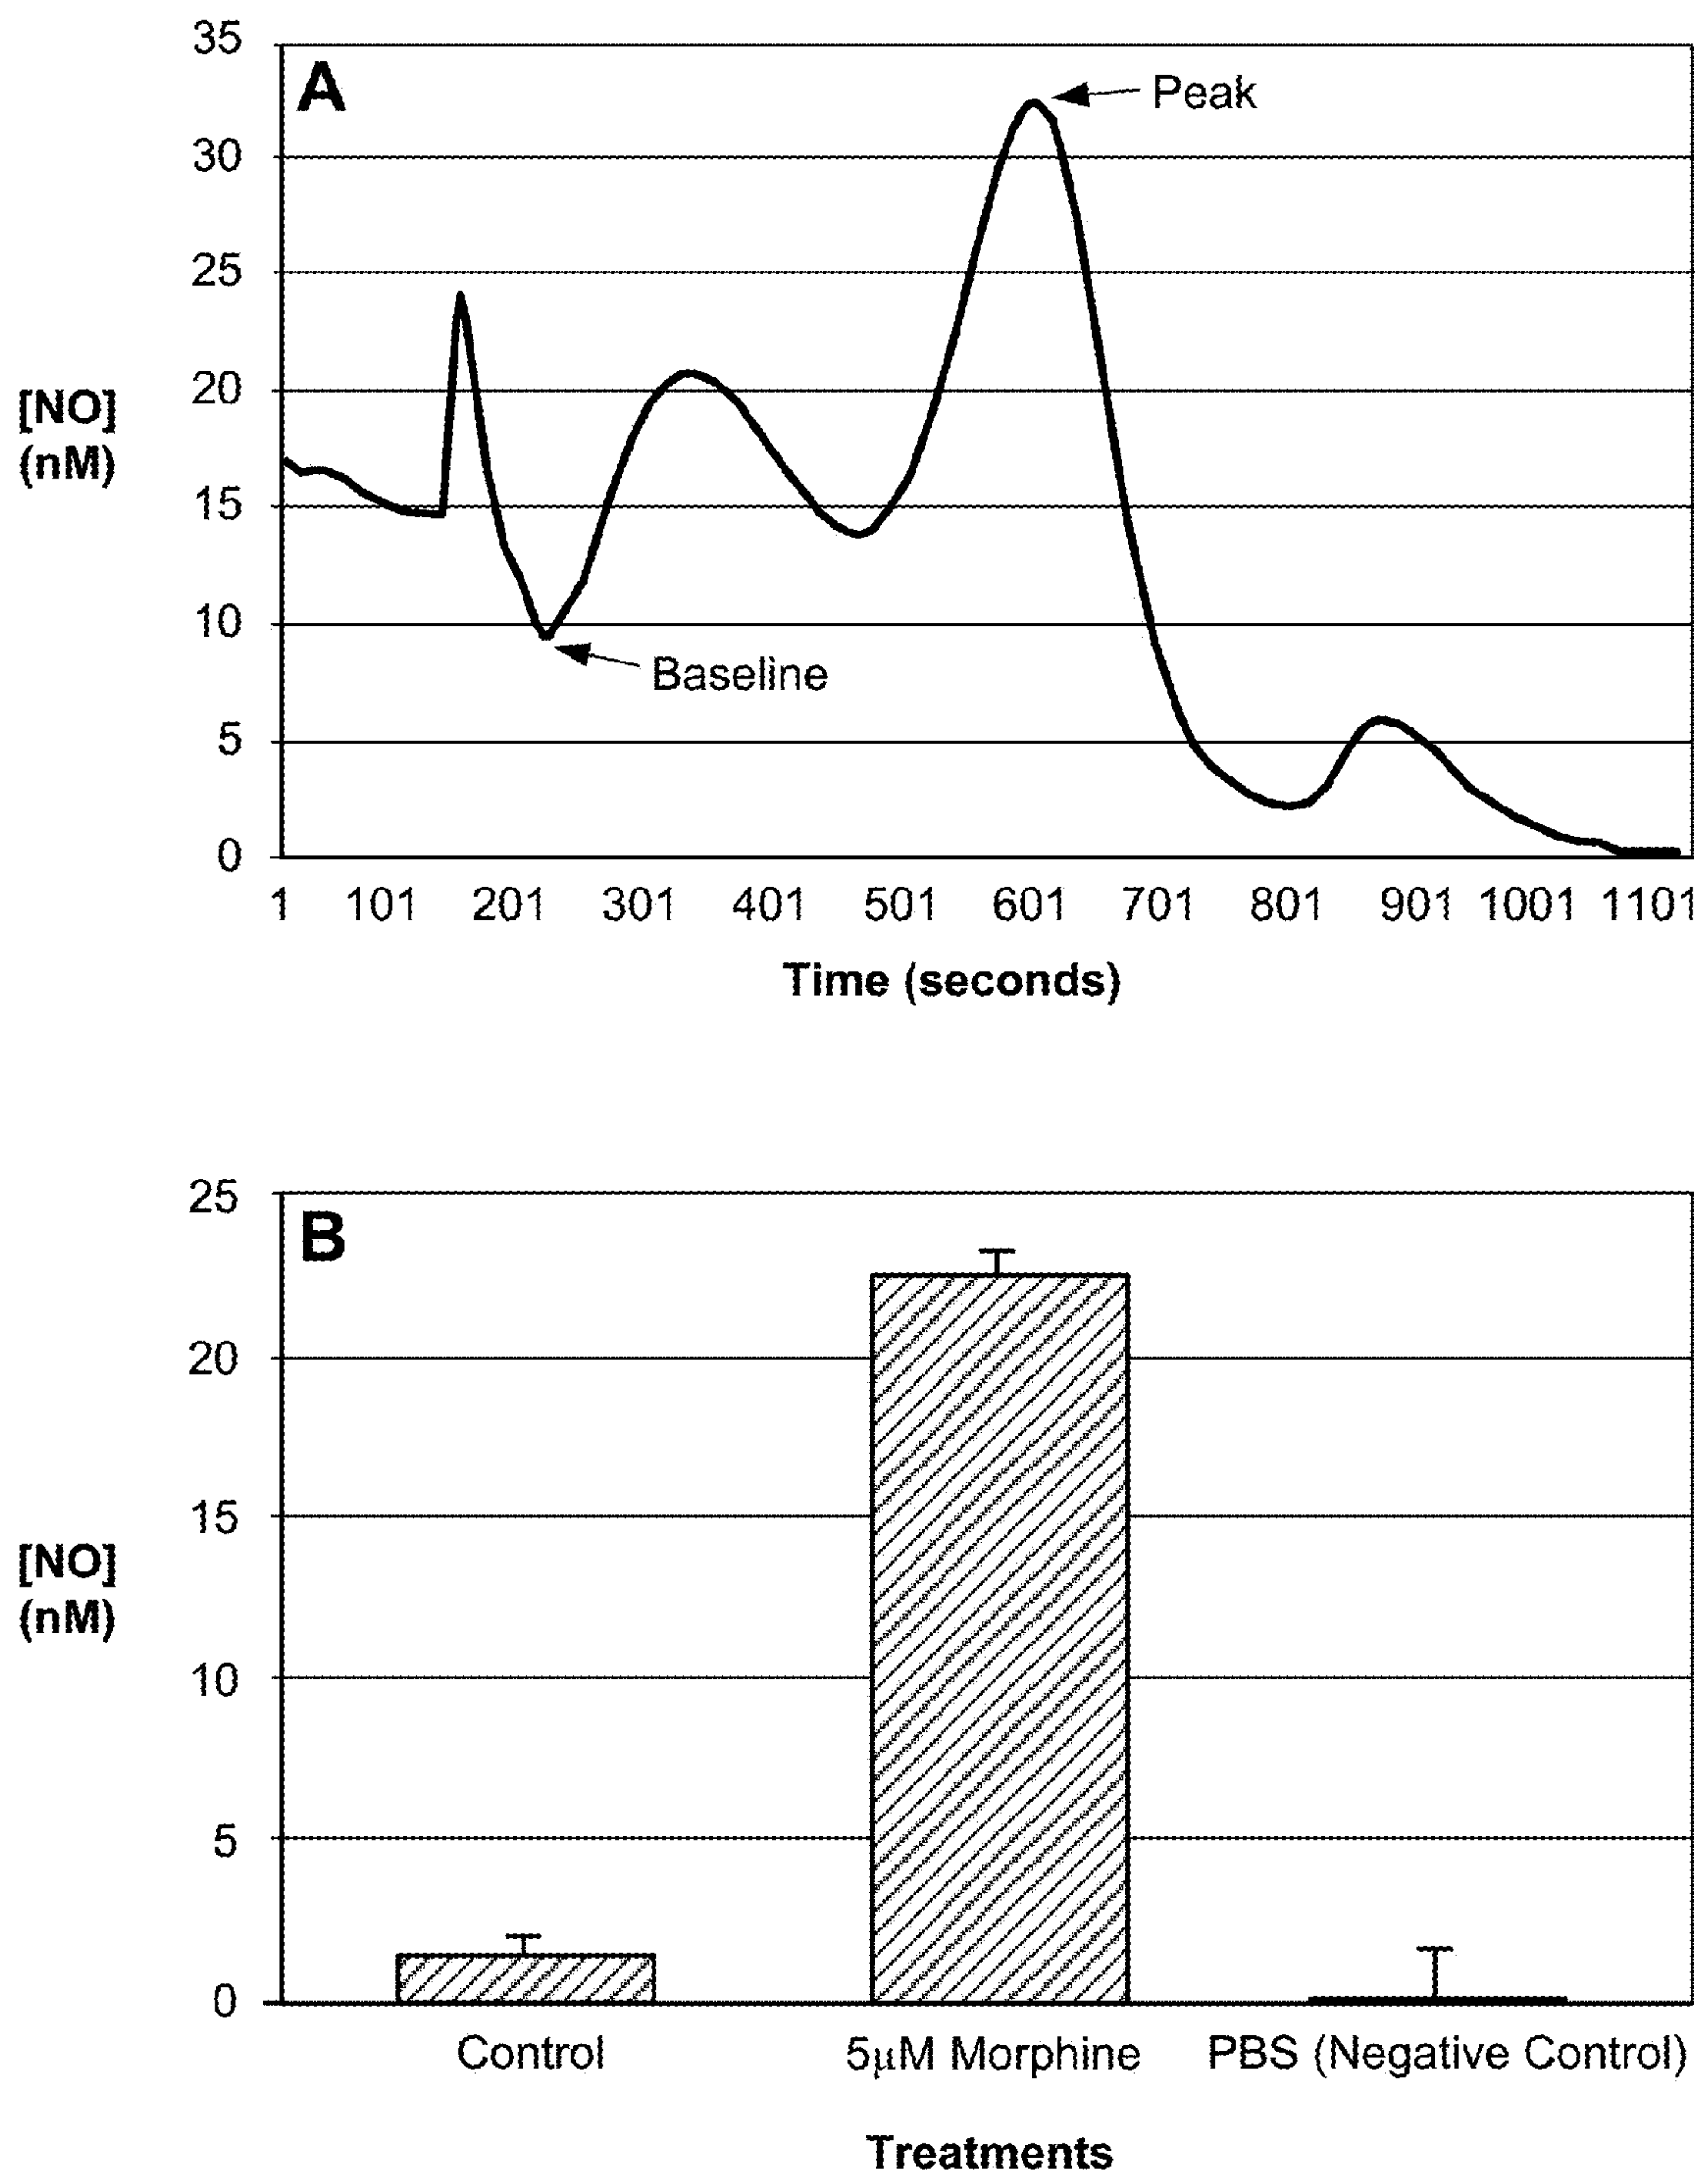 A
35
30
25
20
15
10
5
0
[NO]
(nM)
Peak
Baseline
1 101 201 301 401 501 601 701 801 901 1001 1101
Time (seconds)
B
25
20
15
10
5
0
[NO]
(nM)
Control 5µM Morphine PBS (Negative Control)
Treatments